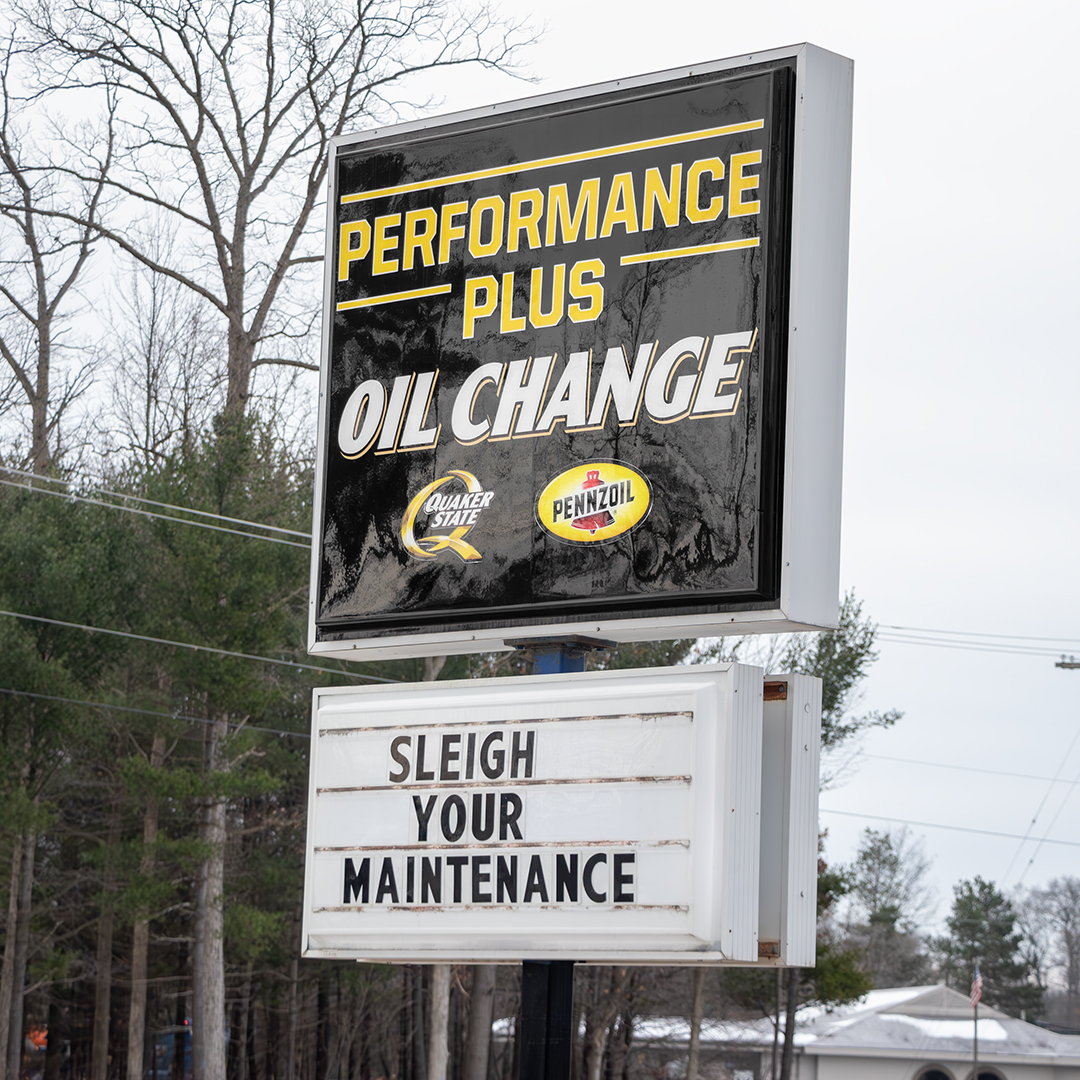 PERFORMANCE
PLUS
OIL CHANGE
QUAKER
STATE
PENNZOIL
SLEIGH
YOUR
MAINTENANCE